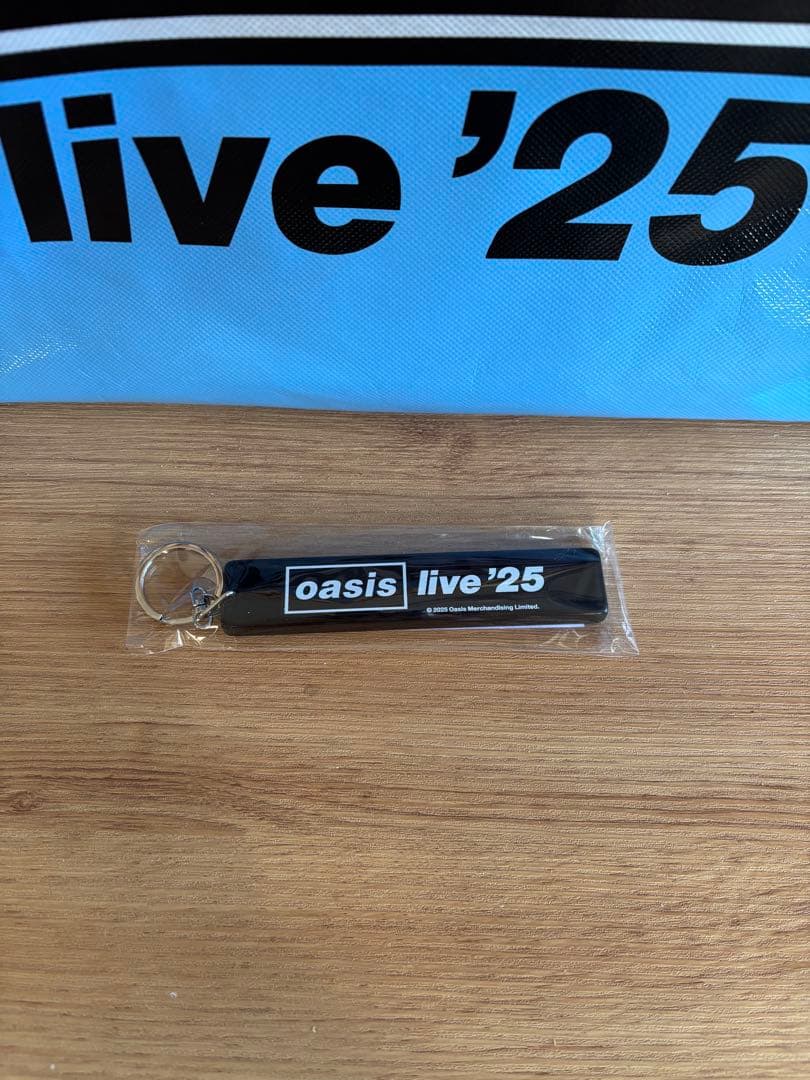 live '25
oasis live '25
© 2025 Oasis Merchandising Limited.